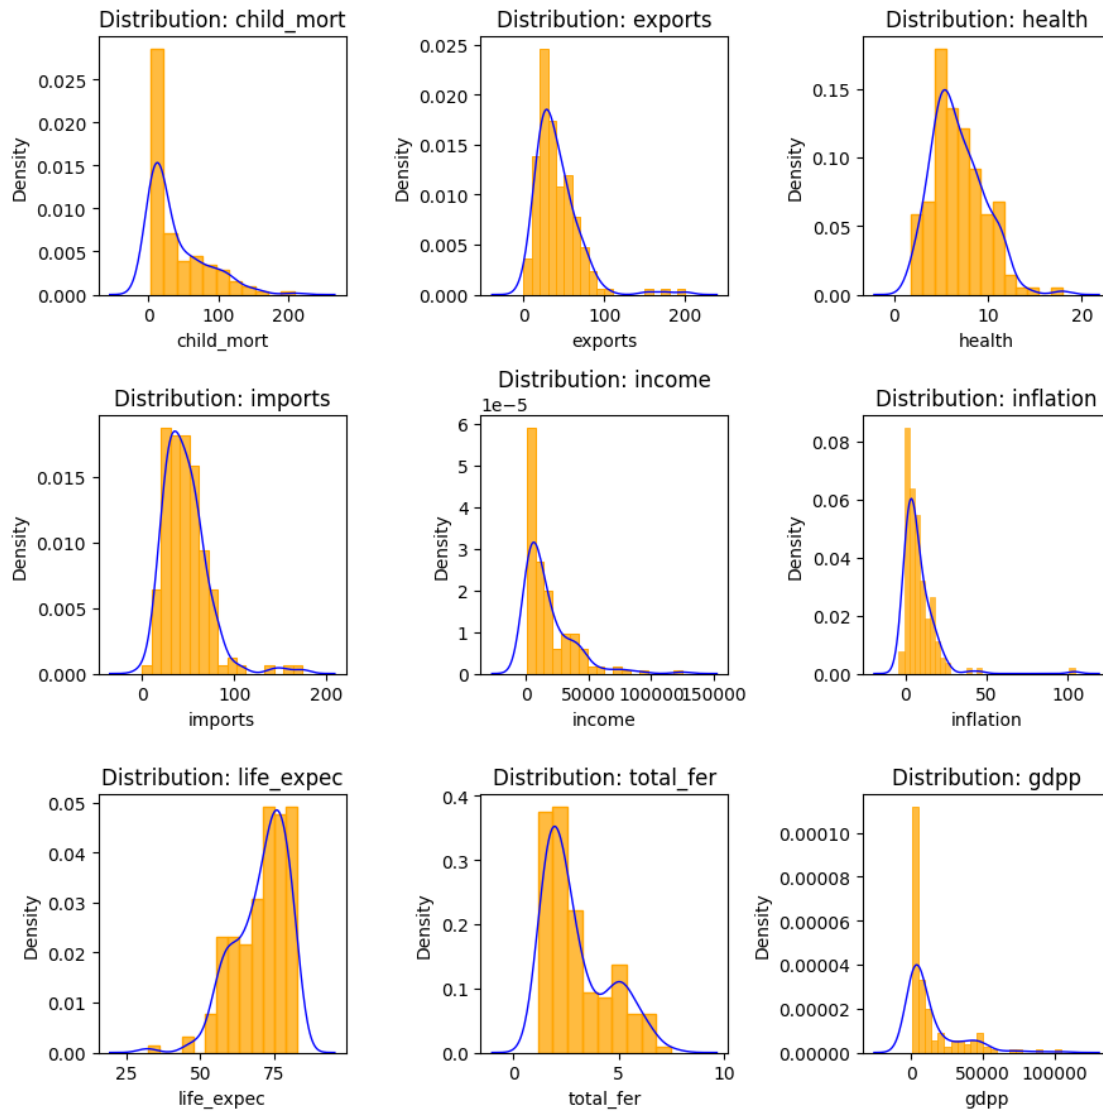 Distribution: child_mort
0.025
0.020
0.015
0.010
0.005
0.000
Density
0 100 200
child_mort
Distribution: exports
0.025
0.020
0.015
0.010
0.005
0.000
Density
0 100 200
exports
Distribution: health
0.15
0.10
0.05
0.00
Density
0 10 20
health
Distribution: imports
0.015
0.010
0.005
0.000
Density
0 100 200
imports
Distribution: income
1e−5
6
5
4
3
2
1
0
Density
0 50000 100000 150000
income
Distribution: inflation
0.08
0.06
0.04
0.02
0.00
Density
0 50 100
inflation
Distribution: life_expec
0.05
0.04
0.03
0.02
0.01
0.00
Density
25 50 75
life_expec
Distribution: total_fer
0.4
0.3
0.2
0.1
0.0
Density
0 5 10
total_fer
Distribution: gdpp
0.00010
0.00008
0.00006
0.00004
0.00002
0.00000
Density
0 50000 100000
gdpp